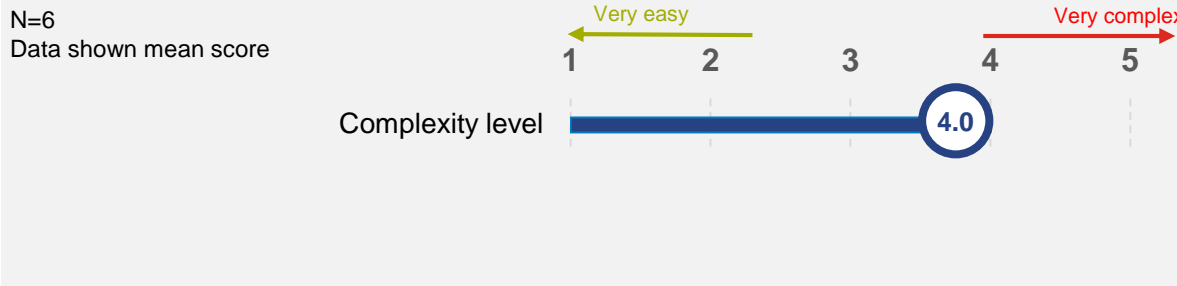 N=6
Data shown mean score
Very easy
Very complex
1 2 3 4 5
Complexity level
4.0